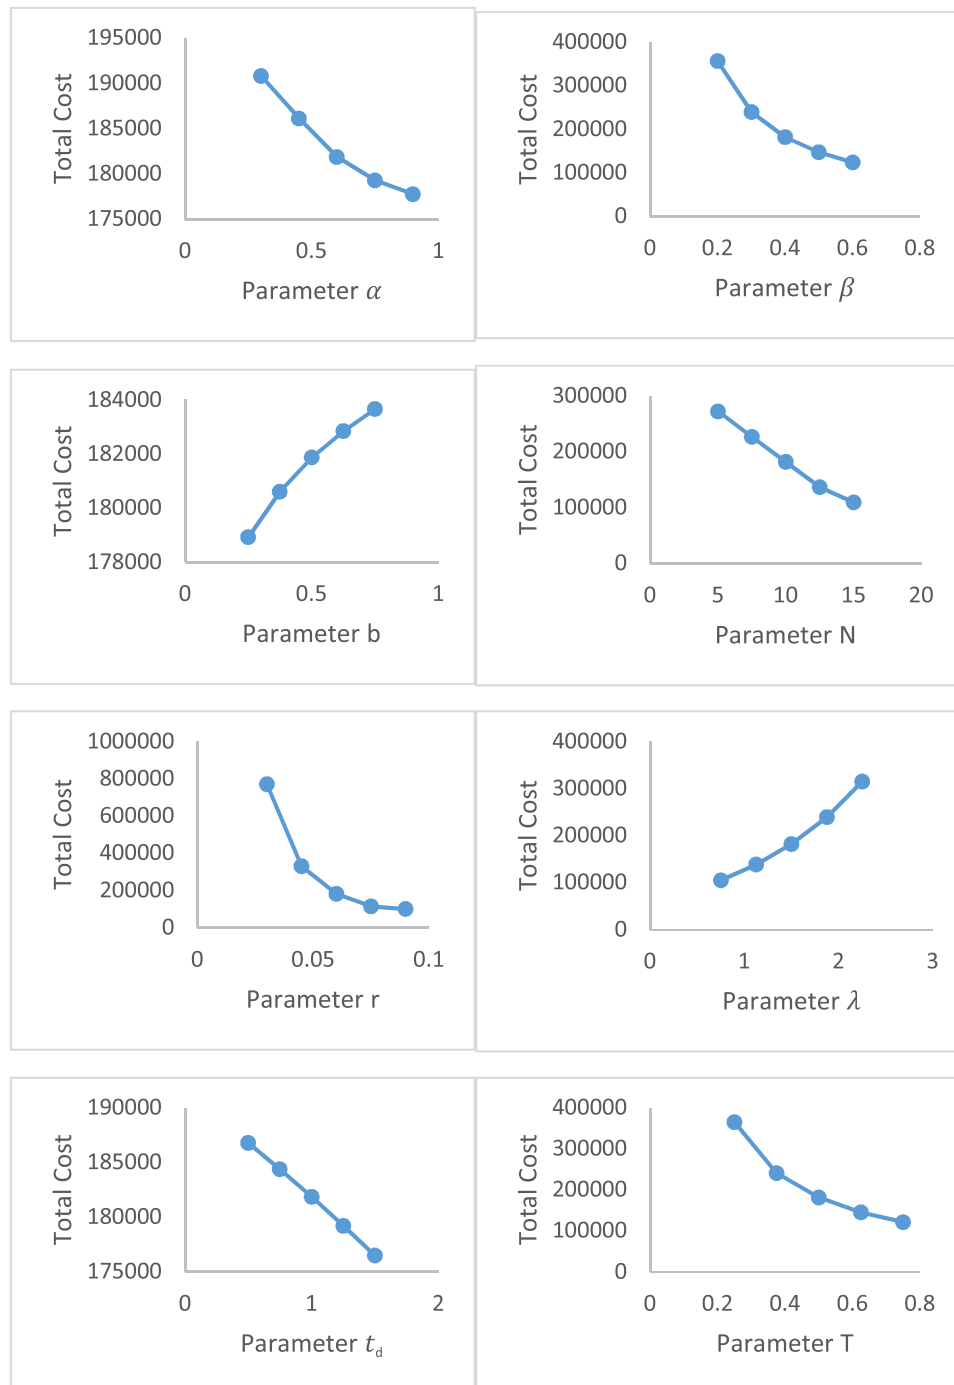 Total Cost
195000
190000
185000
180000
175000
0 0.5 1
Parameter α
Total Cost
400000
300000
200000
100000
0
0 0.2 0.4 0.6 0.8
Parameter β
Total Cost
184000
182000
180000
178000
0 0.5 1
Parameter b
Total Cost
300000
200000
100000
0
0 5 10 15 20
Parameter N
Total Cost
1000000
800000
600000
400000
200000
0
0 0.05 0.1
Parameter r
Total Cost
400000
300000
200000
100000
0
0 1 2 3
Parameter λ
Total Cost
190000
185000
180000
175000
0 1 2
Parameter t_d
Total Cost
400000
300000
200000
100000
0
0 0.2 0.4 0.6 0.8
Parameter T